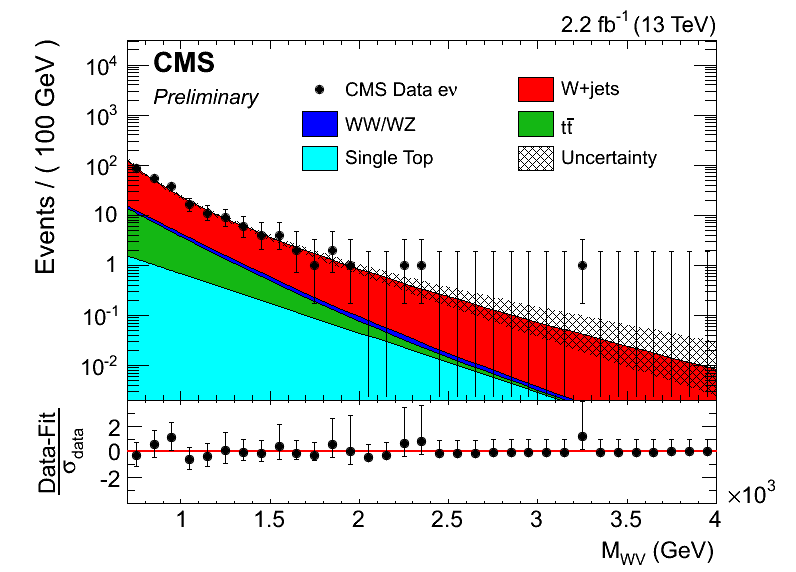 2.2 fb⁻¹ (13 TeV)
CMS
Preliminary
CMS Data eν
W+jets
WW/WZ
tt̄
Single Top
Uncertainty
Events / ( 100 GeV )
10⁴
10³
10²
10
1
10⁻¹
10⁻²
Data-Fit
σdata
2
0
-2
1
1.5
2
2.5
3
3.5
4
×10³
M_WV (GeV)